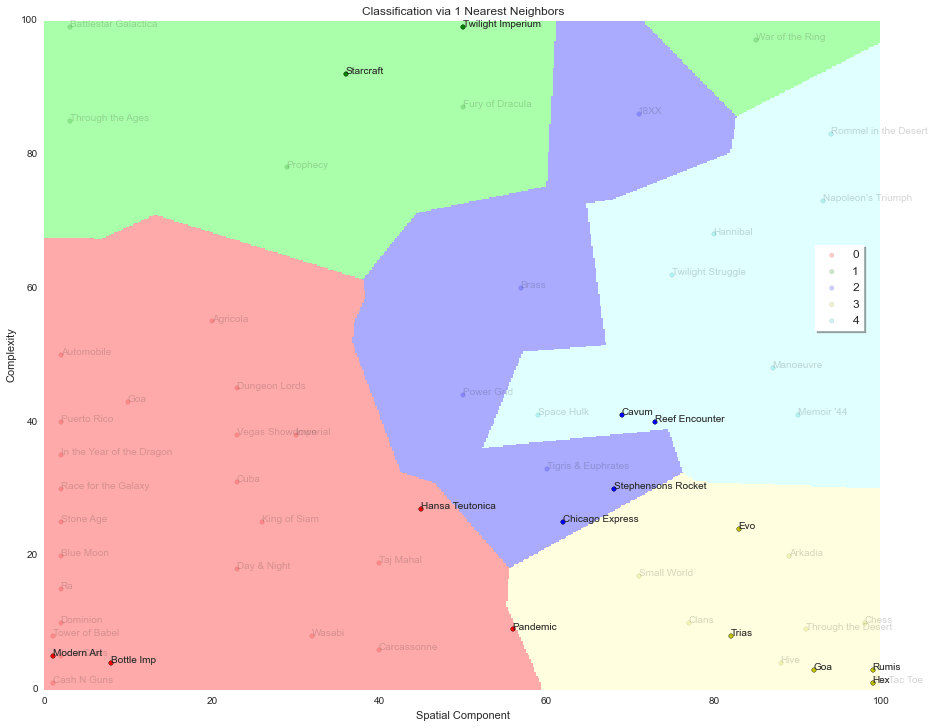 Classification via 1 Nearest Neighbors
100
Battlestar Galactica
Twilight Imperium
War of the Ring
Starcraft
Fury of Dracula
18XX
Through the Ages
Rommel in the Desert
80
Prophecy
Napoleon's Triumph
Hannibal
0
Twilight Struggle
1
60
Brass
2
3
4
Agricola
Automobile
Manoeuvre
Dungeon Lords
Power Grid
Goa
Complexity
40
Puerto Rico
Space Hulk
Cavum
Reef Encounter
Memoir '44
Vegas Showdown
Imperial
In the Year of the Dragon
Tigris & Euphrates
Cuba
Race for the Galaxy
Stephensons Rocket
Hansa Teutonica
Stone Age
King of Siam
Chicago Express
Evo
20
Blue Moon
Day & Night
Taj Mahal
Arkadia
Small World
Ra
Dominion
Clans
Chess
Tower of Babel
Wasabi
Pandemic
Trias
Through the Desert
Modern Art
Carcassonne
Bottle Imp
Hive
Goa
Rumis
0
Cash N Guns
Hex
Tac Toe
0
20
40
60
80
100
Spatial Component